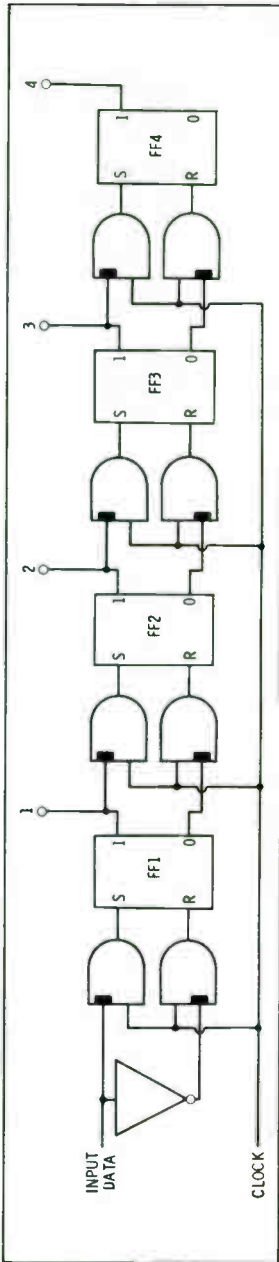 1 2 3 4
S 1 S 1 S 1 S 1
FF1 FF2 FF3 FF4
R 0 R 0 R 0 R 0
INPUT
DATA
CLOCK